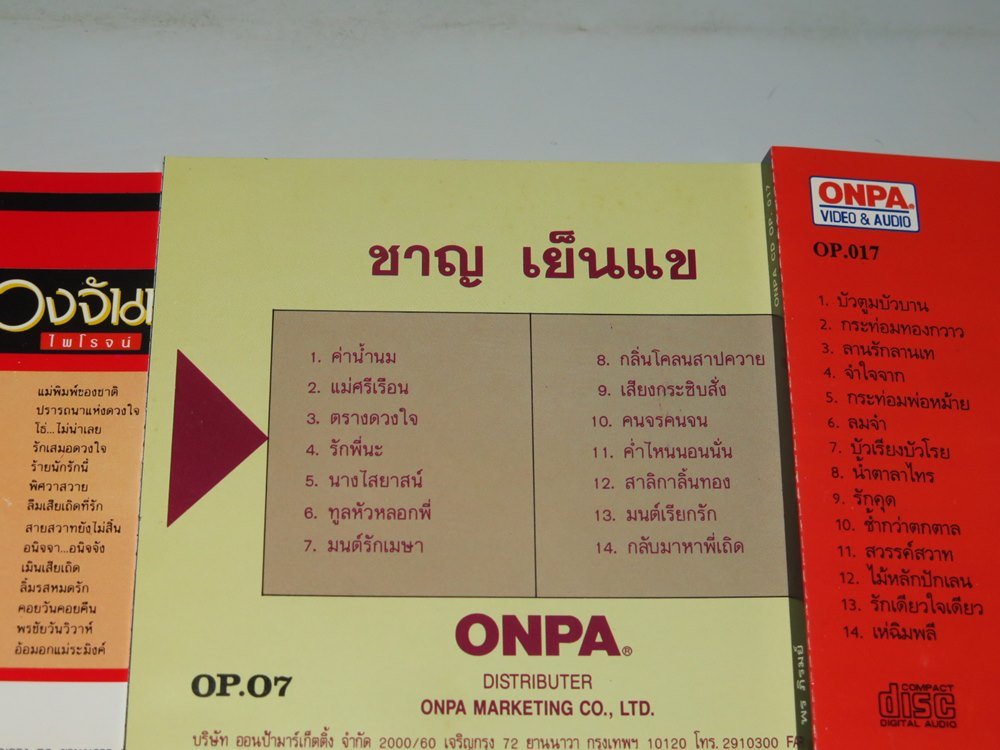 วงจันท
ไพโรจน์
แม่พิมพ์ของชาติ
ปรารถนาแห่งดวงใจ
โธ่...ไม่น่าเลย
รักเสมอดวงใจ
ร้ายนักรักนี้
พิศวาสวาย
ลืมเสียเถิดที่รัก
สายสวาทยังไม่สิ้น
อนิจจา...อนิจจัง
เมินเสียเถิด
ลิ้มรสหมดรัก
คอยวันคอยคืน
พรชัยวันวิวาห์
อ้อมอกแม่ระมิงค์
ชาญ เย็นแข
1. ค่าน้ำนม
2. แม่ศรีเรือน
3. ตรางดวงใจ
4. รักพี่นะ
5. นางไสยาสน์
6. ทูลหัวหลอกพี่
7. มนต์รักเมษา
8. กลิ่นโคลนสาปควาย
9. เสียงกระซิบสั่ง
10. คนจรคนจน
11. ค่ำไหนนอนนั่น
12. สาลิกาลิ้นทอง
13. มนต์เรียกรัก
14. กลับมาหาพี่เถิด
ONPA®
OP.07
DISTRIBUTER
ONPA MARKETING CO., LTD.
บริษัท ออนป้ามาร์เก็ตติ้ง จำกัด 2000/60 เจริญกรุง 72 ยานนาวา กรุงเทพฯ 10120 โทร. 2910300
ONPA CD OP. 017
ONPA®
VIDEO & AUDIO
OP.017
1. บัวตูมบัวบาน
2. กระท่อมทองกวาว
3. ลานรักลานเท
4. จำใจจาก
5. กระท่อมพ่อหม้าย
6. ลมจ๋า
7. บัวเรียงบัวโรย
8. น้ำตาลาไทร
9. รักคุด
10. ช้ำกว่าตกตาล
11. สวรรค์สวาท
12. ไม้หลักปักเลน
13. รักเดียวใจเดียว
14. เห่ฉิมพลี
COMPACT
disc
DIGITAL AUDIO